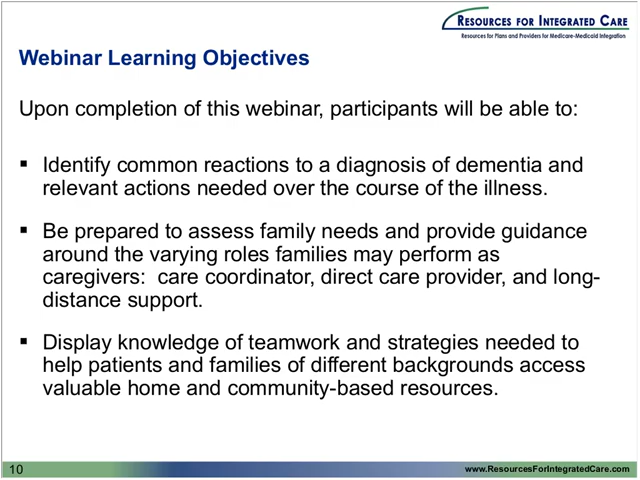 RESOURCES FOR INTEGRATED CARE
Resources for Plans and Providers for Medicare-Medicaid Integration
Webinar Learning Objectives
Upon completion of this webinar, participants will be able to:
▪ Identify common reactions to a diagnosis of dementia and
relevant actions needed over the course of the illness.
▪ Be prepared to assess family needs and provide guidance
around the varying roles families may perform as
caregivers:  care coordinator, direct care provider, and long-
distance support.
▪ Display knowledge of teamwork and strategies needed to
help patients and families of different backgrounds access
valuable home and community-based resources.
10
www.ResourcesForIntegratedCare.com